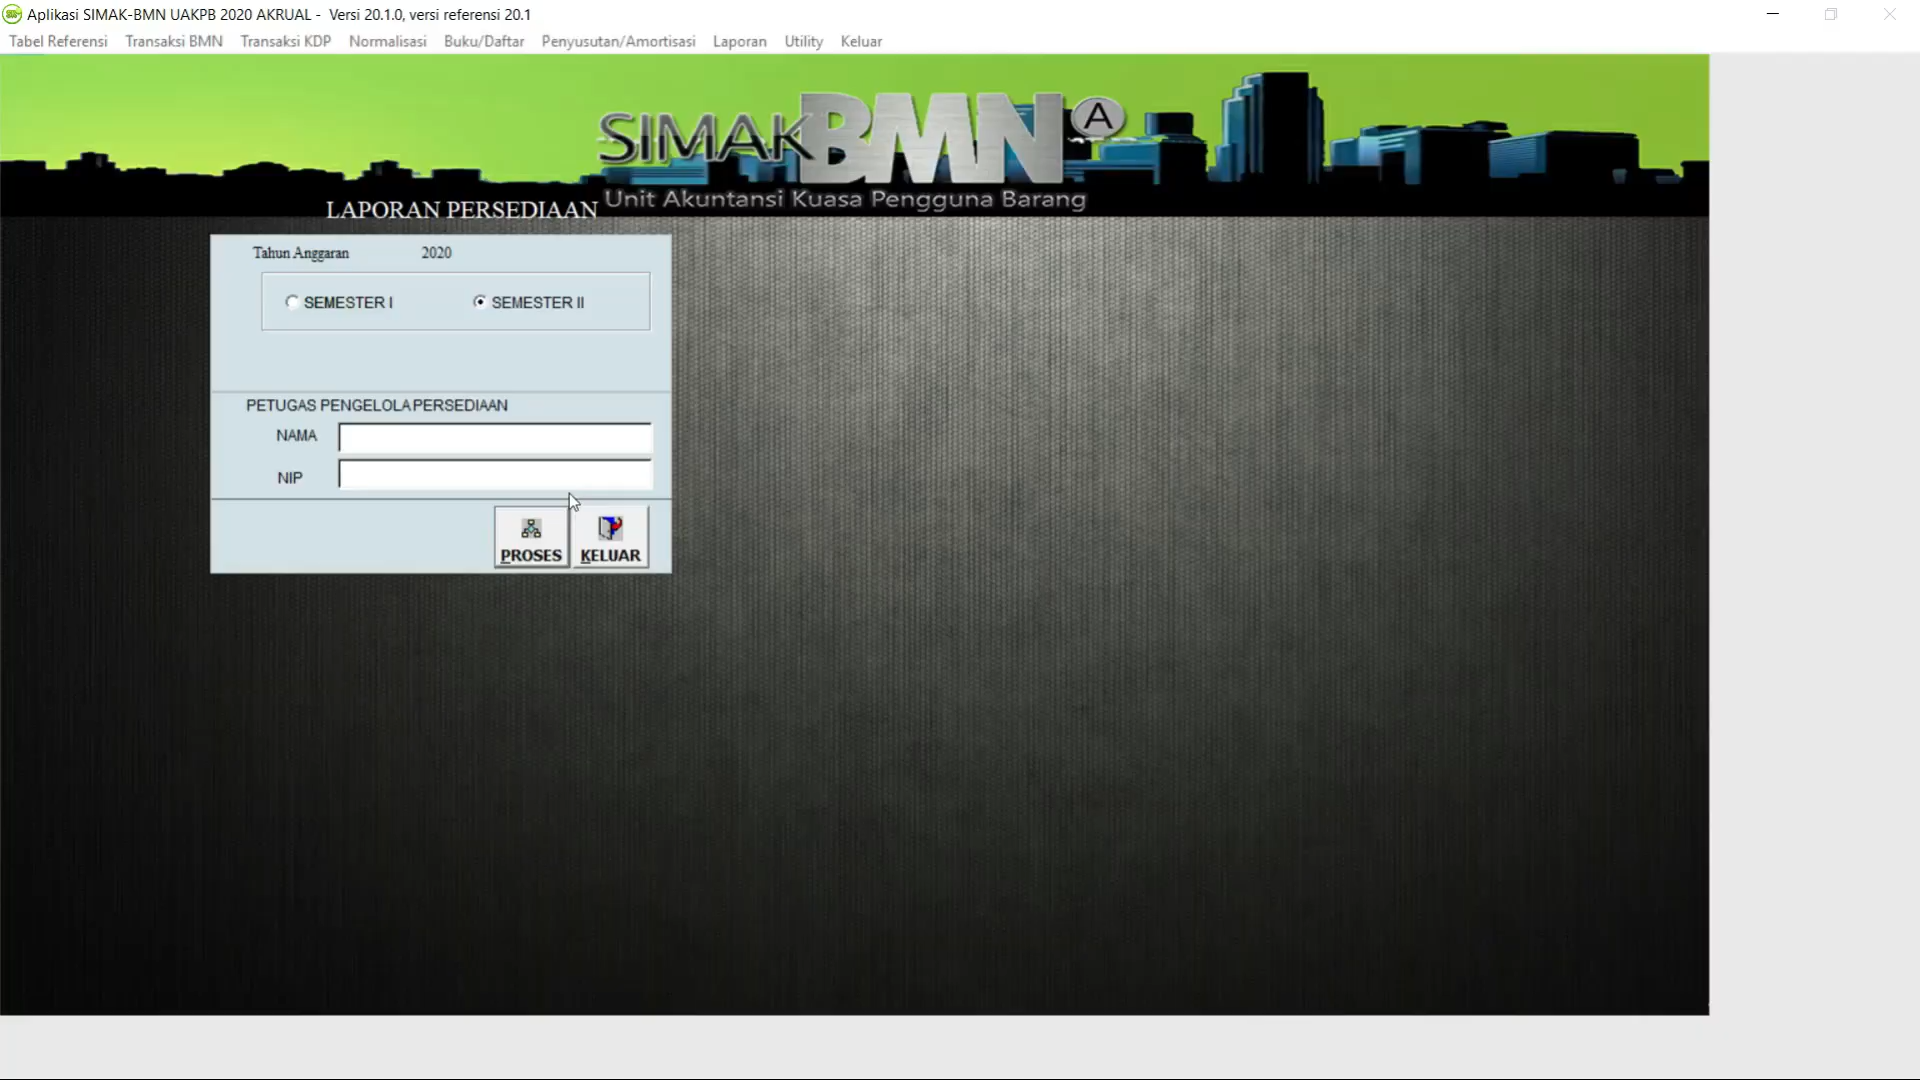 Aplikasi SIMAK-BMN UAKPB 2020 AKRUAL - Versi 20.1.0, versi referensi 20.1
Tabel Referensi Transaksi BMN Transaksi KDP Normalisasi Buku/Daftar Penyusutan/Amortisasi Laporan Utility Keluar
SIMAK BMN A
Unit Akuntansi Kuasa Pengguna Barang
LAPORAN PERSEDIAAN
Tahun Anggaran 2020
SEMESTER I SEMESTER II
PETUGAS PENGELOLA PERSEDIAAN
NAMA
NIP
PROSES KELUAR